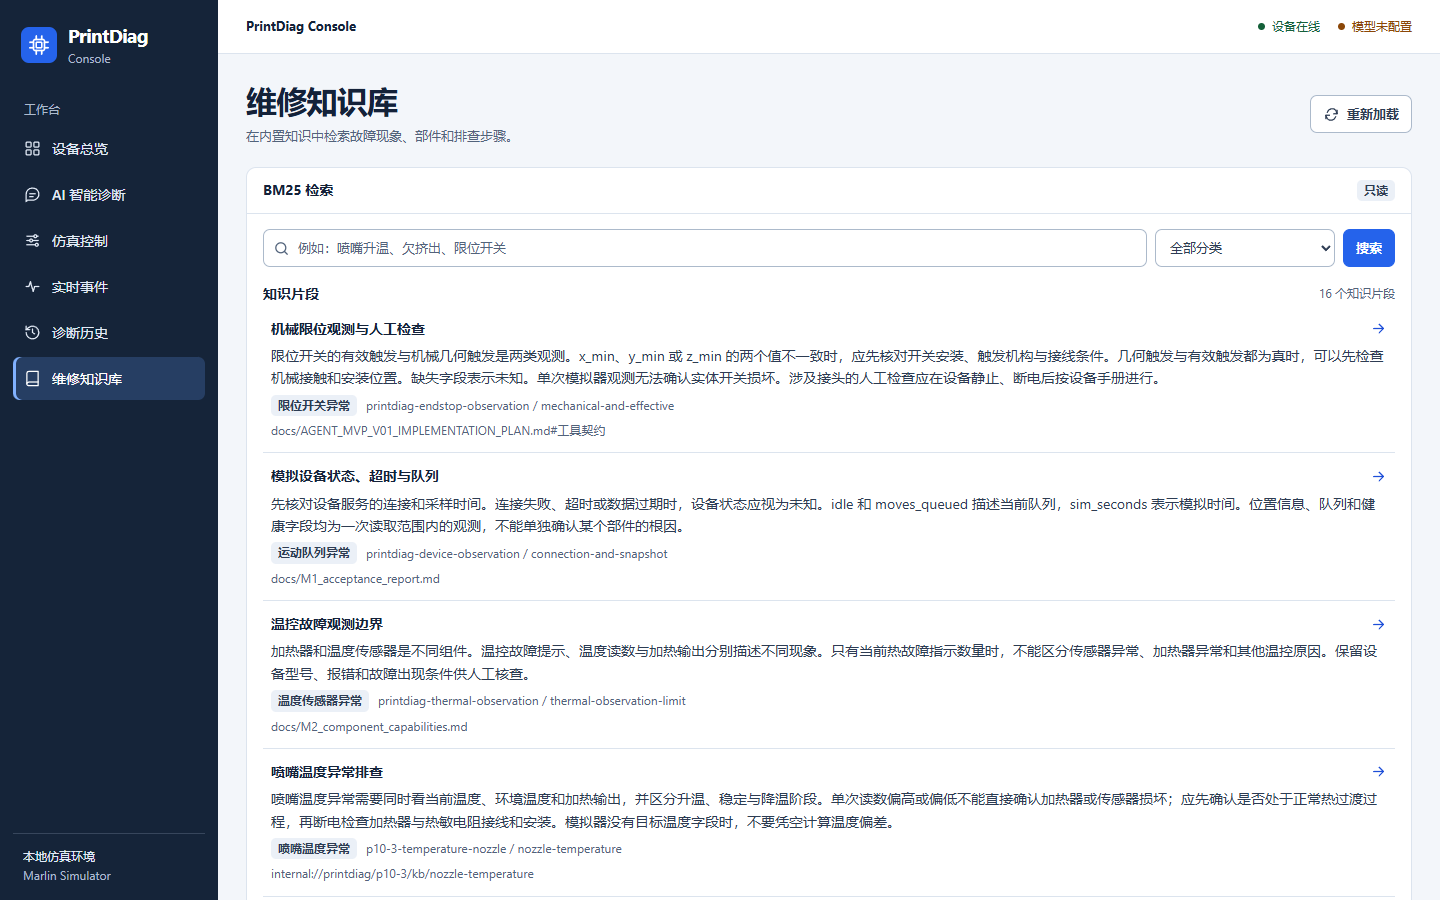 PrintDiag
Console
工作台
设备总览
AI 智能诊断
仿真控制
实时事件
诊断历史
维修知识库
本地仿真环境
Marlin Simulator
PrintDiag Console
设备在线
模型未配置
维修知识库
在内置知识中检索故障现象、部件和排查步骤。
重新加载
BM25 检索
只读
例如：喷嘴升温、欠挤出、限位开关
全部分类
搜索
知识片段
16 个知识片段
机械限位观测与人工检查
限位开关的有效触发与机械几何触发是两类观测。x_min、y_min 或 z_min 的两个值不一致时，应先核对开关安装、触发机构与接线条件。几何触发与有效触发都为真时，可以先检查
机械接触和安装位置。缺失字段表示未知。单次模拟器观测无法确认实体开关损坏。涉及接头的人工检查应在设备静止、断电后按设备手册进行。
限位开关异常
printdiag-endstop-observation / mechanical-and-effective
docs/AGENT_MVP_V01_IMPLEMENTATION_PLAN.md#工具契约
模拟设备状态、超时与队列
先核对设备服务的连接和采样时间。连接失败、超时或数据过期时，设备状态应视为未知。idle 和 moves_queued 描述当前队列，sim_seconds 表示模拟时间。位置信息、队列和健
康字段均为一次读取范围内的观测，不能单独确认某个部件的根因。
运动队列异常
printdiag-device-observation / connection-and-snapshot
docs/M1_acceptance_report.md
温控故障观测边界
加热器和温度传感器是不同组件。温控故障提示、温度读数与加热输出分别描述不同现象。只有当前热故障指示数量时，不能区分传感器异常、加热器异常和其他温控原因。保留设
备型号、报错和故障出现条件供人工核查。
温度传感器异常
printdiag-thermal-observation / thermal-observation-limit
docs/M2_component_capabilities.md
喷嘴温度异常排查
喷嘴温度异常需要同时看当前温度、环境温度和加热输出，并区分升温、稳定与降温阶段。单次读数偏高或偏低不能直接确认加热器或传感器损坏；应先确认是否处于正常热过渡过
程，再断电检查加热器与热敏电阻接线和安装。模拟器没有目标温度字段时，不要凭空计算温度偏差。
喷嘴温度异常
p10-3-temperature-nozzle / nozzle-temperature
internal://printdiag/p10-3/kb/nozzle-temperature